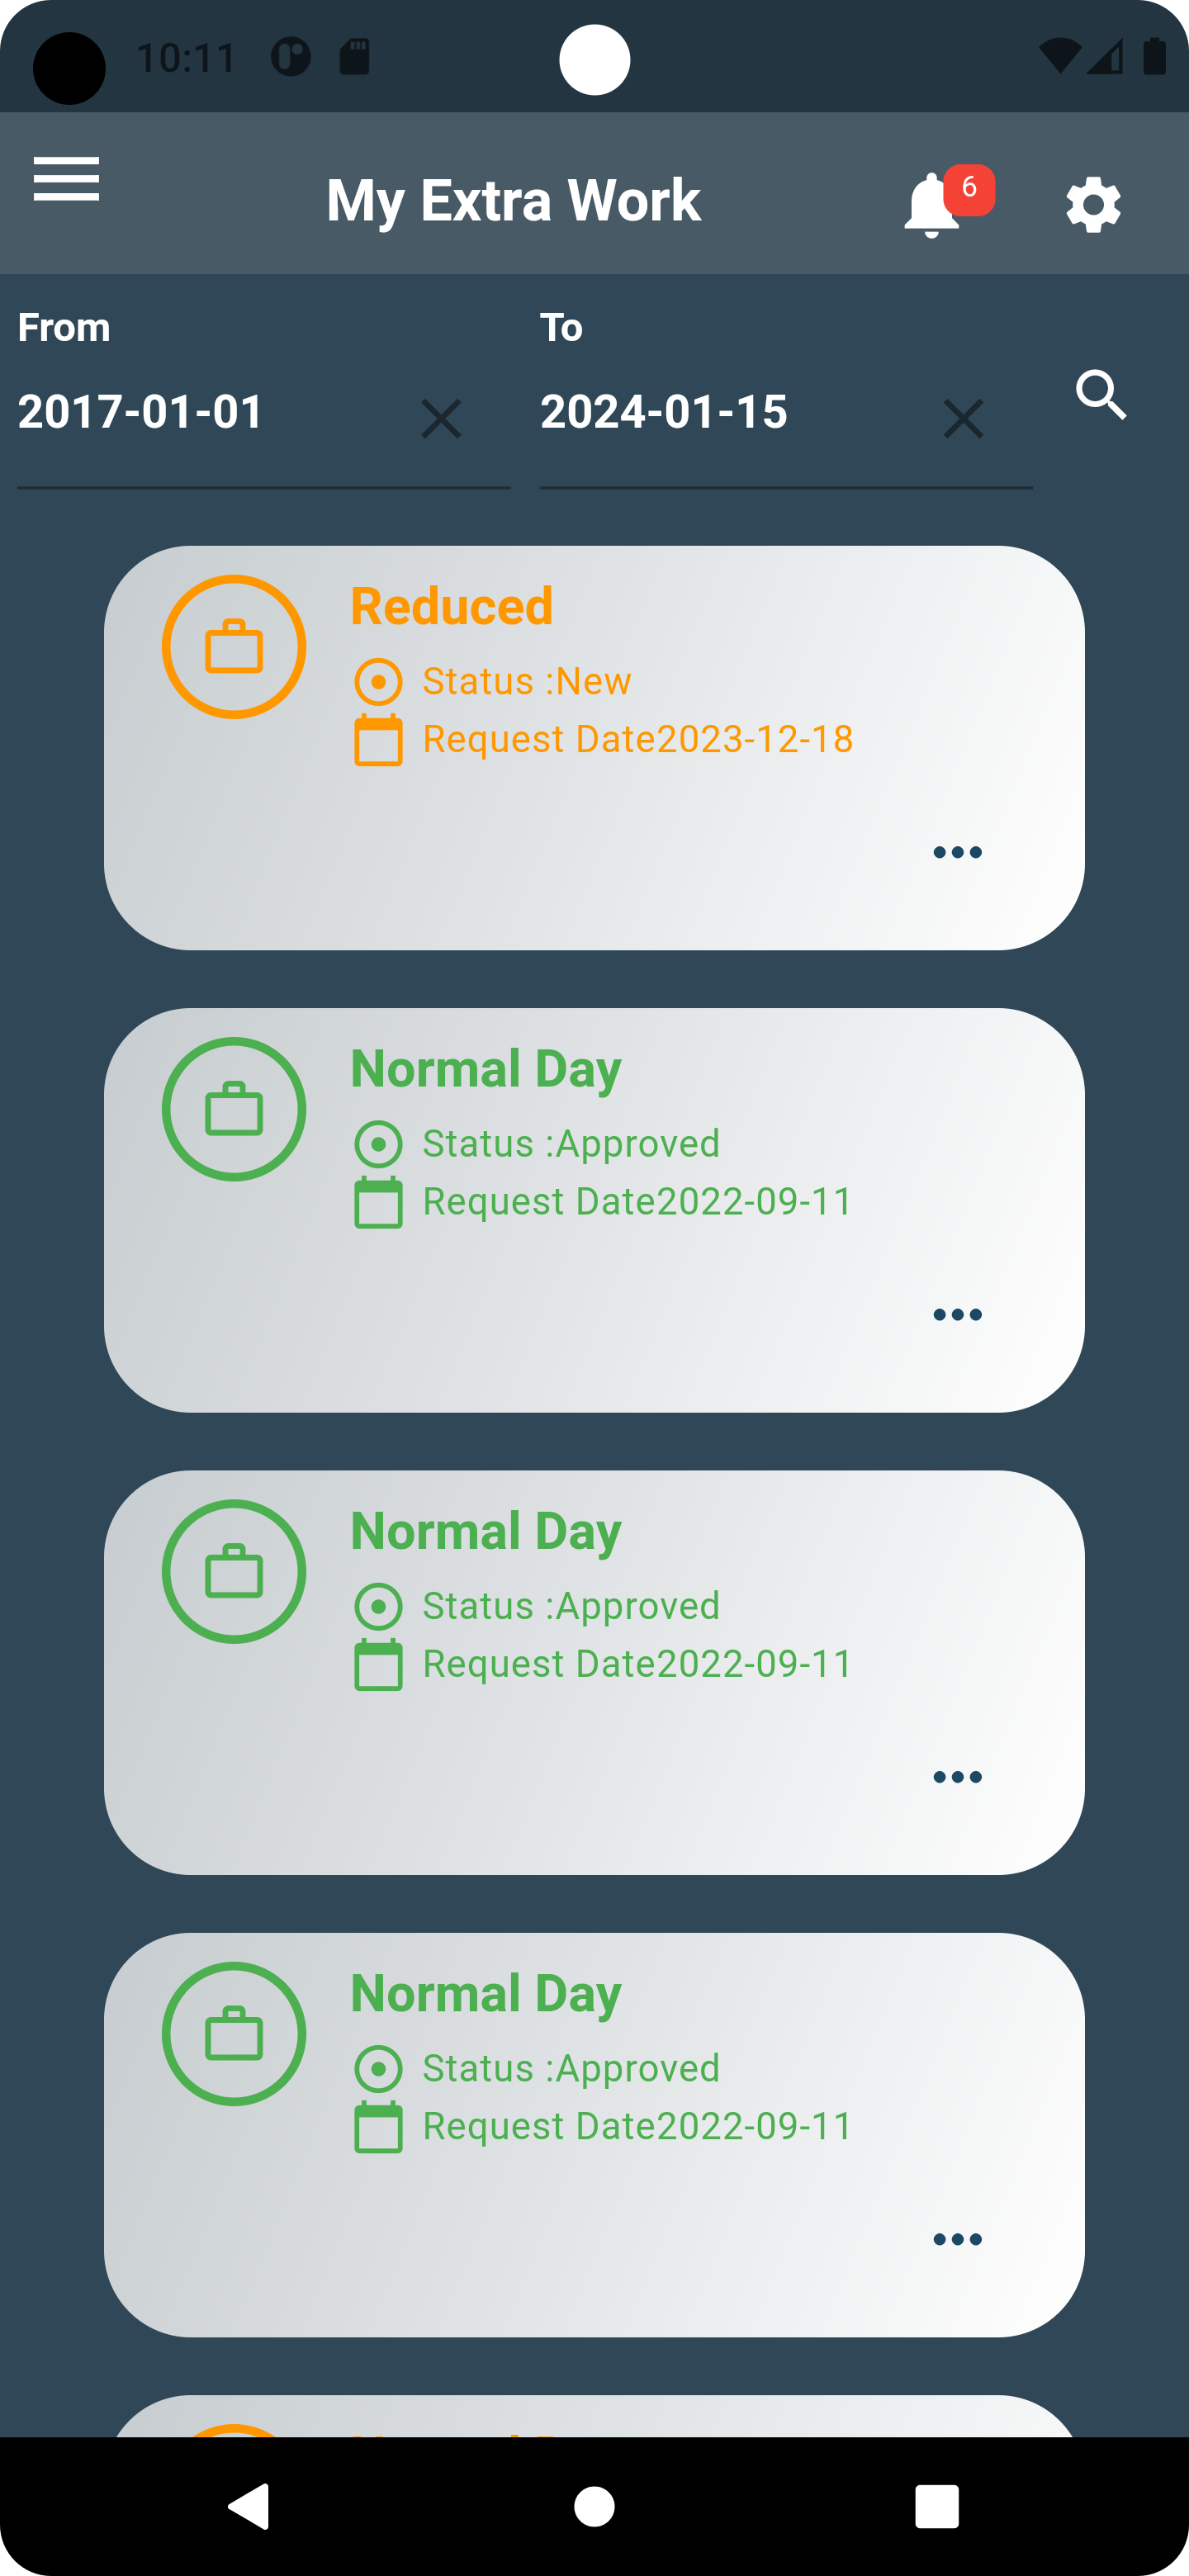 10:11
My Extra Work
6
From
To
2017-01-01
2024-01-15
Reduced
Status :New
Request Date2023-12-18
Normal Day
Status :Approved
Request Date2022-09-11
Normal Day
Status :Approved
Request Date2022-09-11
Normal Day
Status :Approved
Request Date2022-09-11